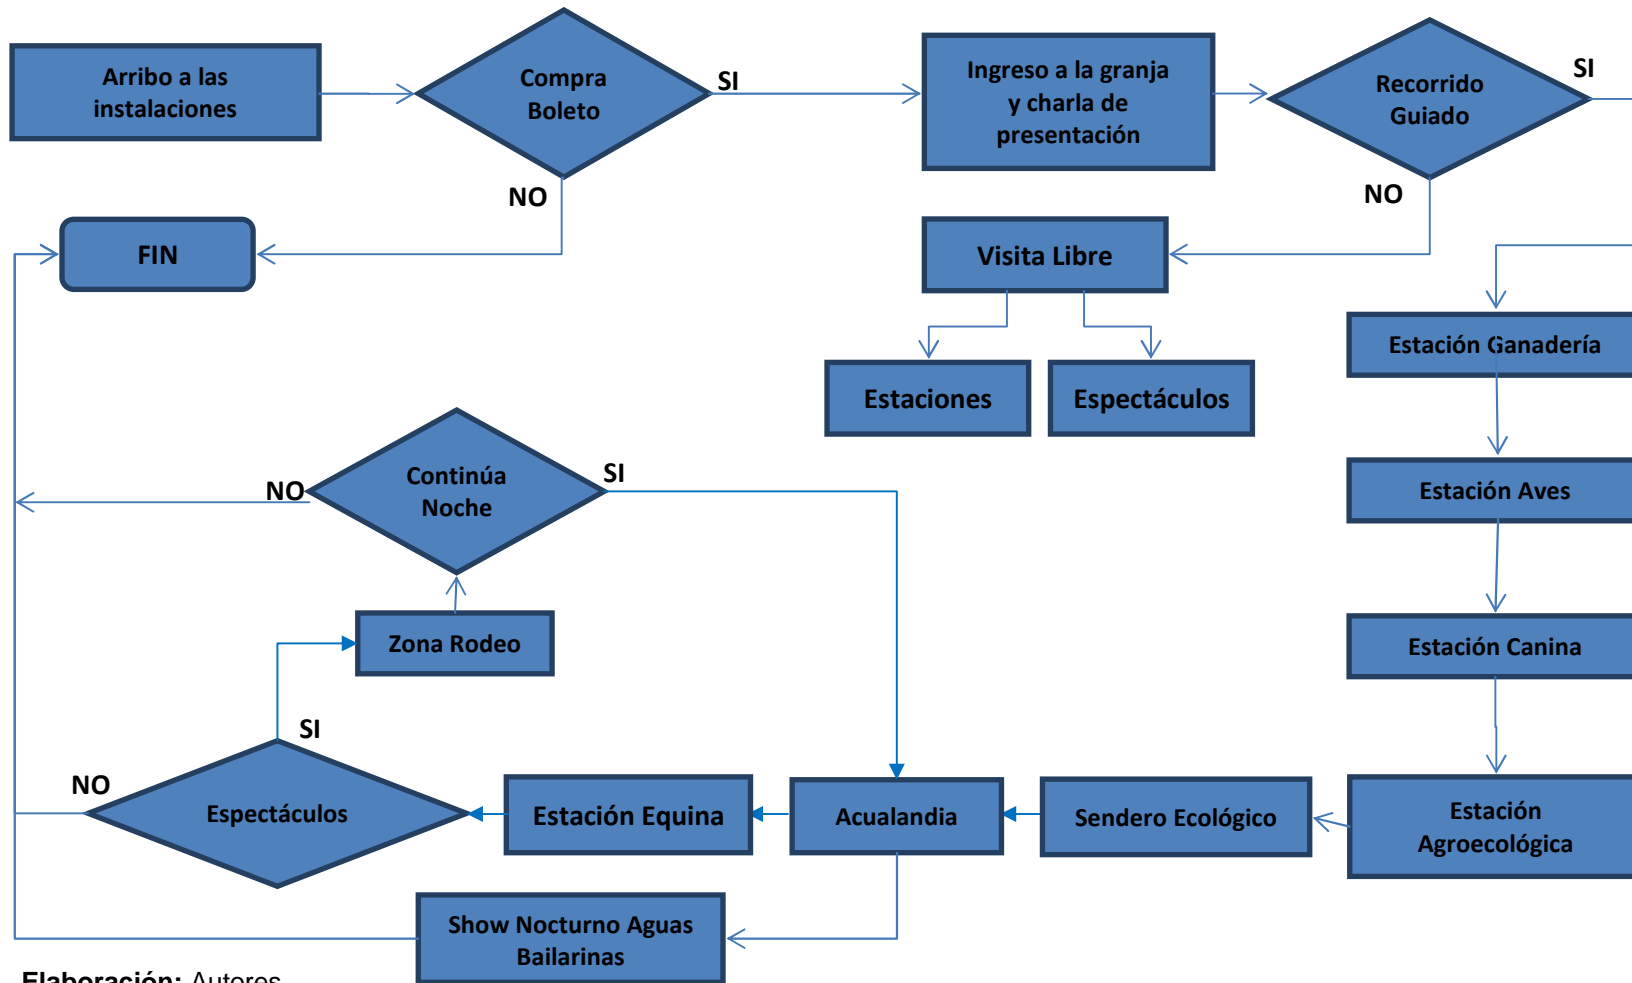 Arribo a las
instalaciones
Compra
Boleto
SI
NO
Ingreso a la granja
y charla de
presentación
Recorrido
Guiado
SI
NO
FIN
Visita Libre
Estaciones
Espectáculos
Estación Ganadería
Estación Aves
Estación Canina
Estación
Agroecológica
Sendero Ecológico
Acualandia
Estación Equina
Espectáculos
SI
NO
Zona Rodeo
Continúa
Noche
SI
NO
Show Nocturno Aguas
Bailarinas
Elaboración: Autores